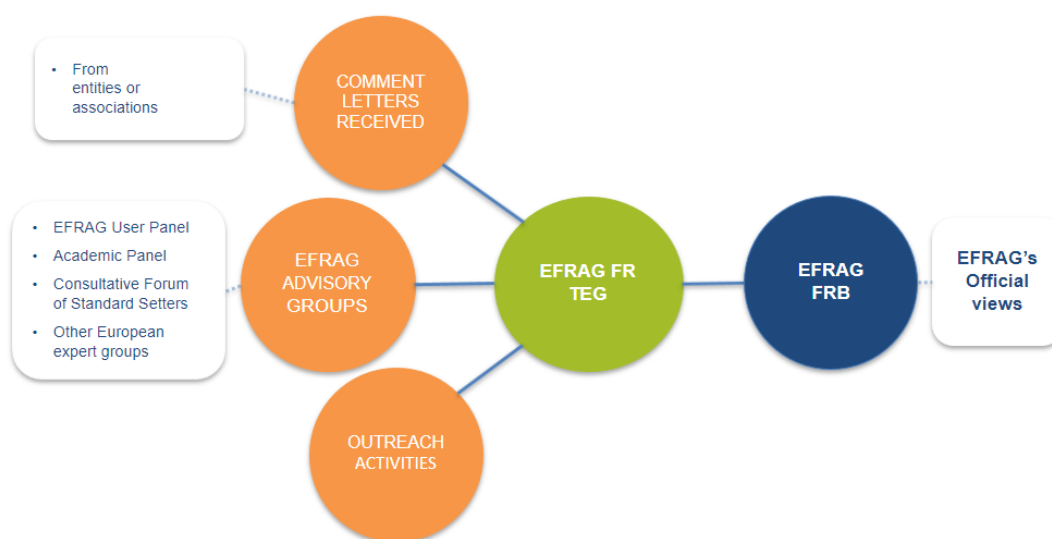 • From
entities or
associations
COMMENT
LETTERS
RECEIVED
• EFRAG User Panel
• Academic Panel
• Consultative Forum
of Standard Setters
• Other European
expert groups
EFRAG
ADVISORY
GROUPS
EFRAG FR
TEG
EFRAG
FRB
EFRAG’s
Official
views
OUTREACH
ACTIVITIES